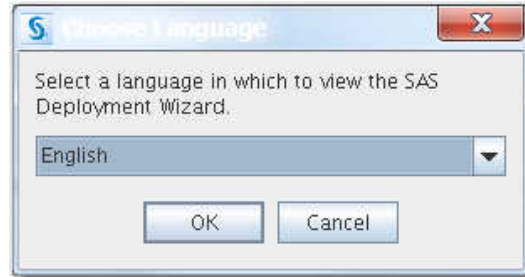 Choose Language
Select a language in which to view the SAS
Deployment Wizard.
English
OK
Cancel